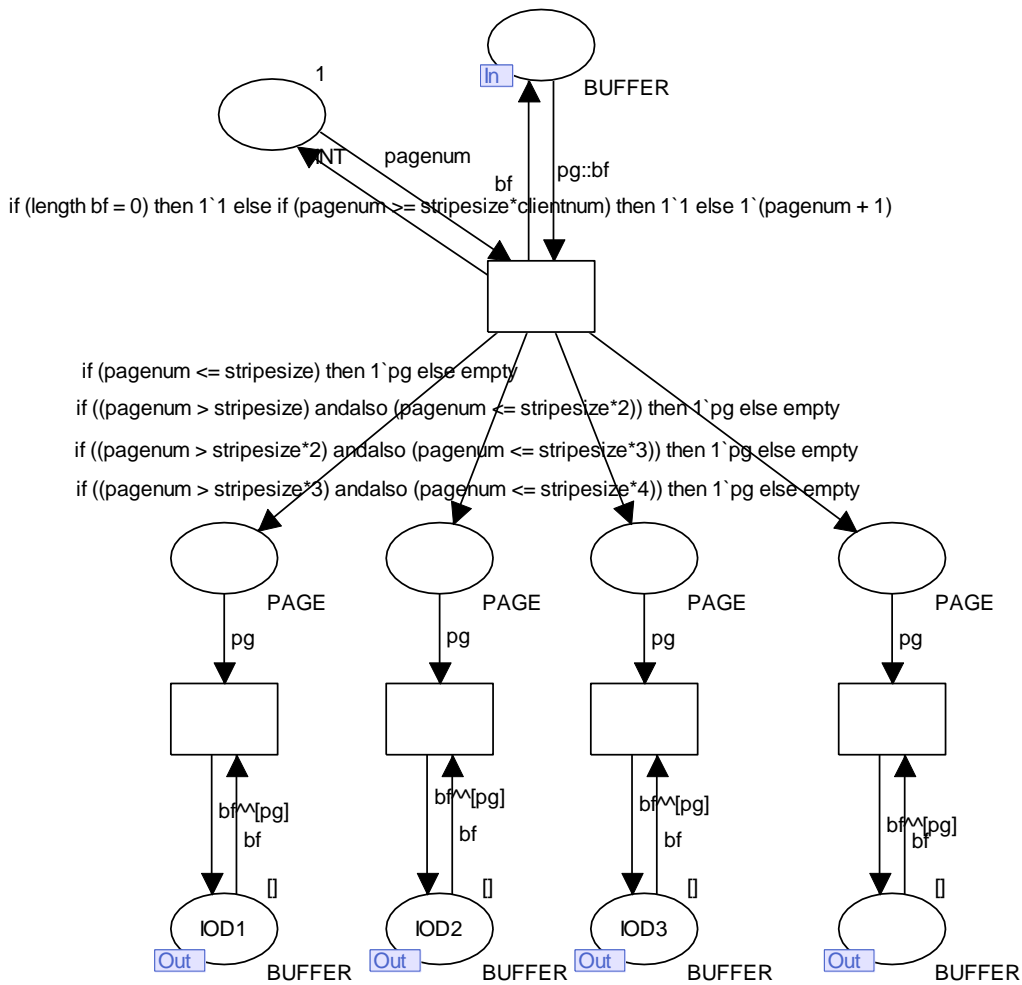 1
In
BUFFER
INT
pagenum
pg::bf
bf
if (length bf = 0) then 1`1 else if (pagenum >= stripesize*clientnum) then 1`1 else 1`(pagenum + 1)
if (pagenum <= stripesize) then 1`pg else empty
if ((pagenum > stripesize) andalso (pagenum <= stripesize*2)) then 1`pg else empty
if ((pagenum > stripesize*2) andalso (pagenum <= stripesize*3)) then 1`pg else empty
if ((pagenum > stripesize*3) andalso (pagenum <= stripesize*4)) then 1`pg else empty
PAGE
PAGE
PAGE
PAGE
pg
pg
pg
pg
bf^^[pg]
bf^^[pg]
bf^^[pg]
bf^^[pg]
bf
bf
bf
bf
[]
[]
[]
[]
IOD1
IOD2
IOD3
Out
Out
Out
Out
BUFFER
BUFFER
BUFFER
BUFFER